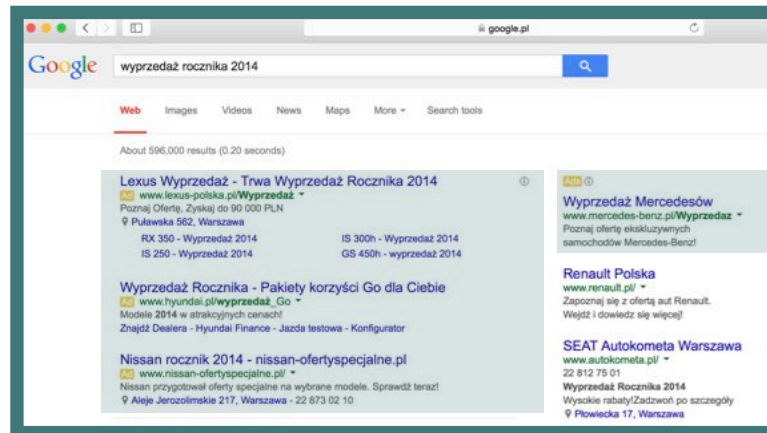 google.pl
Google
wyprzedaż rocznika 2014
Web Images Videos News Maps More Search tools
About 596,000 results (0.20 seconds)
Lexus Wyprzedaż - Trwa Wyprzedaż Rocznika 2014
Ad www.lexus-polska.pl/Wyprzedaż
Poznaj Ofertę, Zyskaj do 90 000 PLN
Puławska 562, Warszawa
RX 350 - Wyprzedaż 2014 IS 300h - Wyprzedaż 2014
IS 250 - Wyprzedaż 2014 GS 450h - wyprzedaż 2014
Wyprzedaż Rocznika - Pakiety korzyści Go dla Ciebie
Ad www.hyundai.pl/wyprzedaż_Go
Modele 2014 w atrakcyjnych cenach!
Znajdź Dealera - Hyundai Finance - Jazda testowa - Konfigurator
Nissan rocznik 2014 - nissan-ofertyspecjalne.pl
Ad www.nissan-ofertyspecjalne.pl/
Nissan przygotował oferty specjalne na wybrane modele. Sprawdź teraz!
Aleje Jerozolimskie 217, Warszawa - 22 873 02 10
Ads
Wyprzedaż Mercedesów
www.mercedes-benz.pl/Wyprzedaz
Poznaj ofertę ekskluzywnych
samochodów Mercedes-Benz!
Renault Polska
www.renault.pl/
Zapoznaj się z ofertą aut Renault.
Wejdź i dowiedz się więcej!
SEAT Autokometa Warszawa
www.autokometa.pl/
22 812 75 01
Wyprzedaż Rocznika 2014
Wysokie rabaty!Zadzwoń po szczegóły
Płowiecka 17, Warszawa